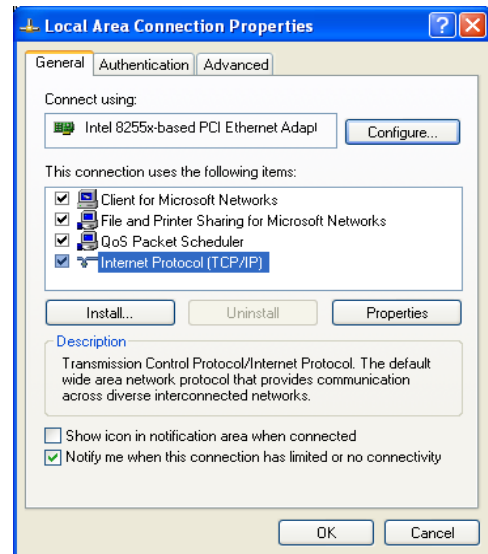 Local Area Connection Properties
General Authentication Advanced
Connect using:
Intel 8255x-based PCI Ethernet Adapt
Configure...
This connection uses the following items:
Client for Microsoft Networks
File and Printer Sharing for Microsoft Networks
QoS Packet Scheduler
Internet Protocol (TCP/IP)
Install... Uninstall Properties
Description
Transmission Control Protocol/Internet Protocol. The default
wide area network protocol that provides communication
across diverse interconnected networks.
Show icon in notification area when connected
Notify me when this connection has limited or no connectivity
OK Cancel